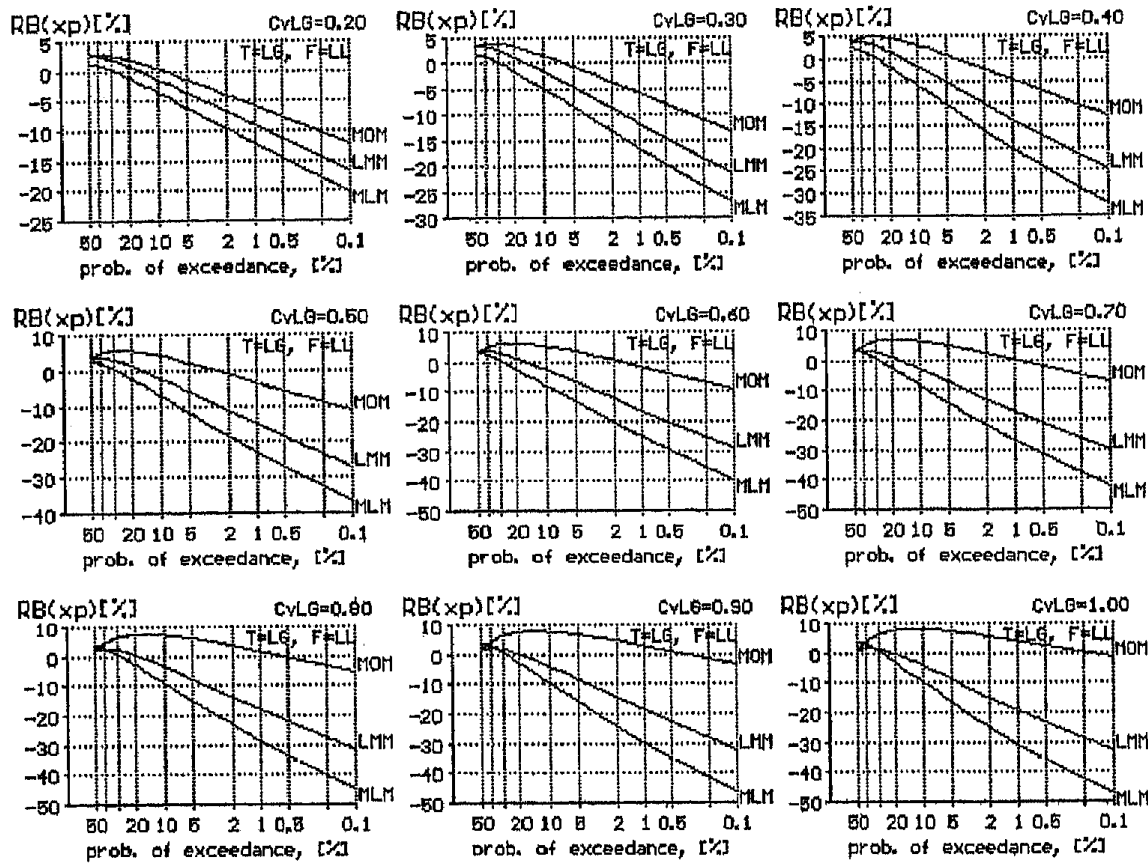 RB(xp)[%] CvLG=0.20
T=LG, F=LL
5
0
-5
-10
-15
-20
-25
MOM
LMM
MLM
50 20 10 5 2 1 0.5 0.1
prob. of exceedance, [%]
RB(xp)[%] CvLG=0.30
T=LG, F=LL
5
0
-5
-10
-15
-20
-25
-30
MOM
LMM
MLM
50 20 10 5 2 1 0.5 0.1
prob. of exceedance, [%]
RB(xp)[%] CvLG=0.40
T=LG, F=LL
5
0
-5
-10
-15
-20
-25
-30
-35
MOM
LMM
MLM
50 20 10 5 2 1 0.5 0.1
prob. of exceedance, [%]
RB(xp)[%] CvLG=0.50
T=LG, F=LL
10
0
-10
-20
-30
-40
MOM
LMM
MLM
50 20 10 5 2 1 0.5 0.1
prob. of exceedance, [%]
RB(xp)[%] CvLG=0.60
T=LG, F=LL
10
0
-10
-20
-30
-40
-50
MOM
LMM
MLM
50 20 10 5 2 1 0.5 0.1
prob. of exceedance, [%]
RB(xp)[%] CvLG=0.70
T=LG, F=LL
10
0
-10
-20
-30
-40
-50
MOM
LMM
MLM
50 20 10 5 2 1 0.5 0.1
prob. of exceedance, [%]
RB(xp)[%] CvLG=0.80
T=LG, F=LL
10
0
-10
-20
-30
-40
-50
MOM
LMM
MLM
50 20 10 5 2 1 0.5 0.1
prob. of exceedance, [%]
RB(xp)[%] CvLG=0.90
T=LG, F=LL
10
0
-10
-20
-30
-40
-50
MOM
LMM
MLM
50 20 10 5 2 1 0.5 0.1
prob. of exceedance, [%]
RB(xp)[%] CvLG=1.00
T=LG, F=LL
10
0
-10
-20
-30
-40
-50
MOM
LMM
MLM
50 20 10 5 2 1 0.5 0.1
prob. of exceedance, [%]